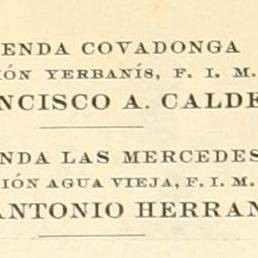 ENDA COVADONGA
IÓN YERBANÍS, F. I. M.
NCISCO A. CALDE
NDA LAS MERCEDES
IÓN AGUA VIEJA, F. I. M.
ANTONIO HERRAN